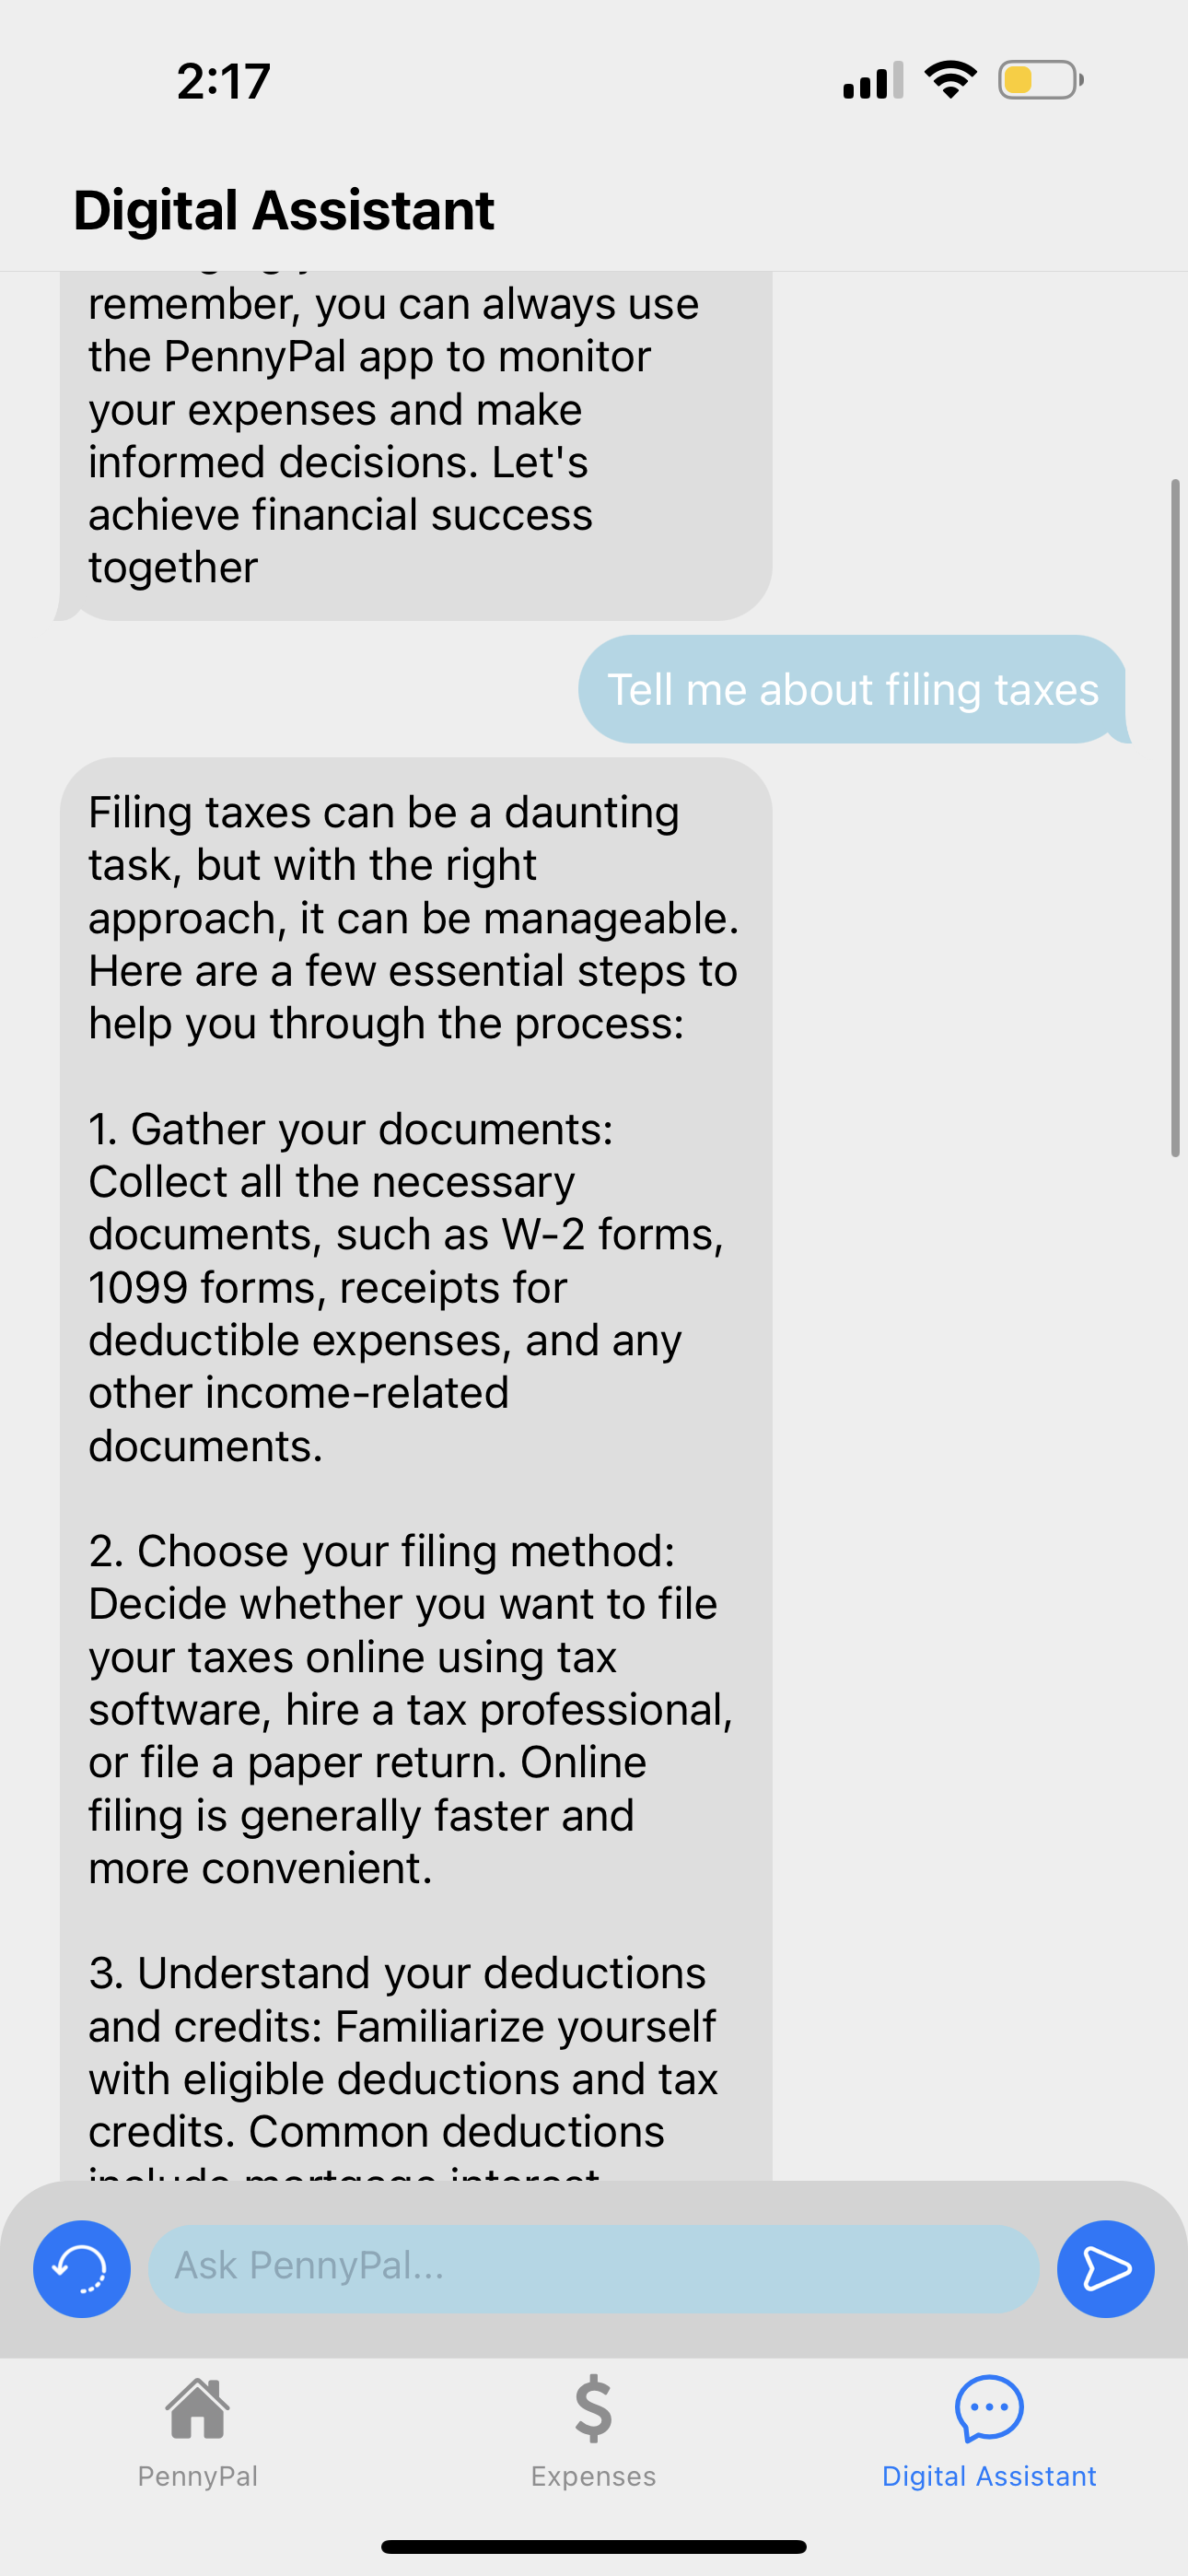 2:17
Digital Assistant
remember, you can always use
the PennyPal app to monitor
your expenses and make
informed decisions. Let's
achieve financial success
together
Tell me about filing taxes
Filing taxes can be a daunting
task, but with the right
approach, it can be manageable.
Here are a few essential steps to
help you through the process:
1. Gather your documents:
Collect all the necessary
documents, such as W-2 forms,
1099 forms, receipts for
deductible expenses, and any
other income-related
documents.
2. Choose your filing method:
Decide whether you want to file
your taxes online using tax
software, hire a tax professional,
or file a paper return. Online
filing is generally faster and
more convenient.
3. Understand your deductions
and credits: Familiarize yourself
with eligible deductions and tax
credits. Common deductions
include mortgage interest
Ask PennyPal...
PennyPal
Expenses
Digital Assistant